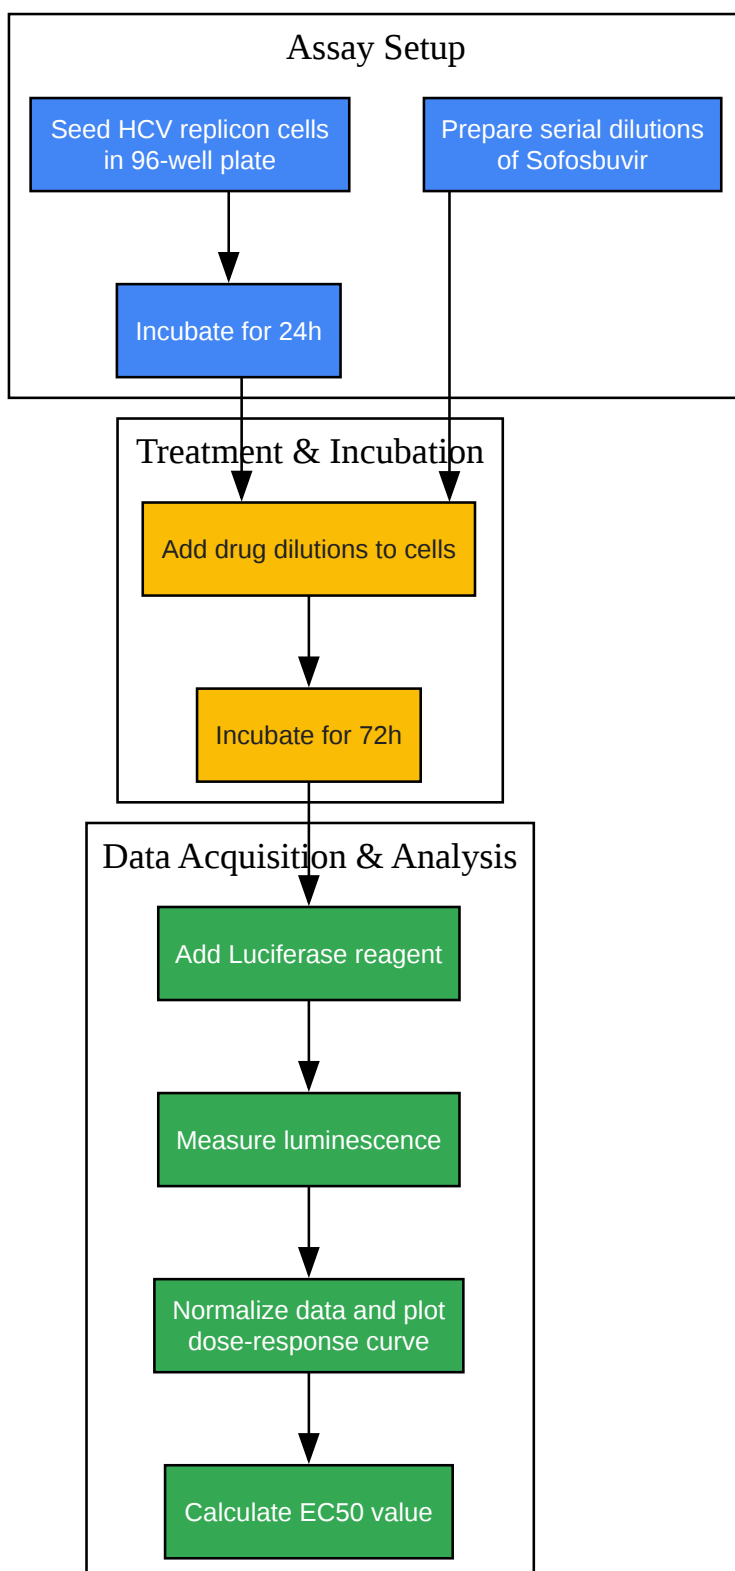 Assay Setup
Seed HCV replicon cells
in 96-well plate
Prepare serial dilutions
of Sofosbuvir
Incubate for 24h
Treatment & Incubation
Add drug dilutions to cells
Incubate for 72h
Data Acquisition & Analysis
Add Luciferase reagent
Measure luminescence
Normalize data and plot
dose-response curve
Calculate EC50 value